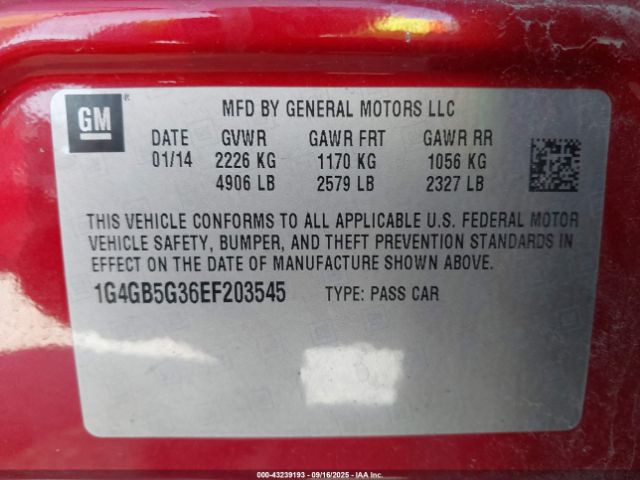 GM
MFD BY GENERAL MOTORS LLC
DATE GVWR GAWR FRT GAWR RR
01/14 2226 KG 1170 KG 1056 KG
4906 LB 2579 LB 2327 LB
THIS VEHICLE CONFORMS TO ALL APPLICABLE U.S. FEDERAL MOTOR
VEHICLE SAFETY, BUMPER, AND THEFT PREVENTION STANDARDS IN
EFFECT ON THE DATE OF MANUFACTURE SHOWN ABOVE.
1G4GB5G36EF203545 TYPE: PASS CAR
000-43239193 - 09/16/2025 - IAA Inc.